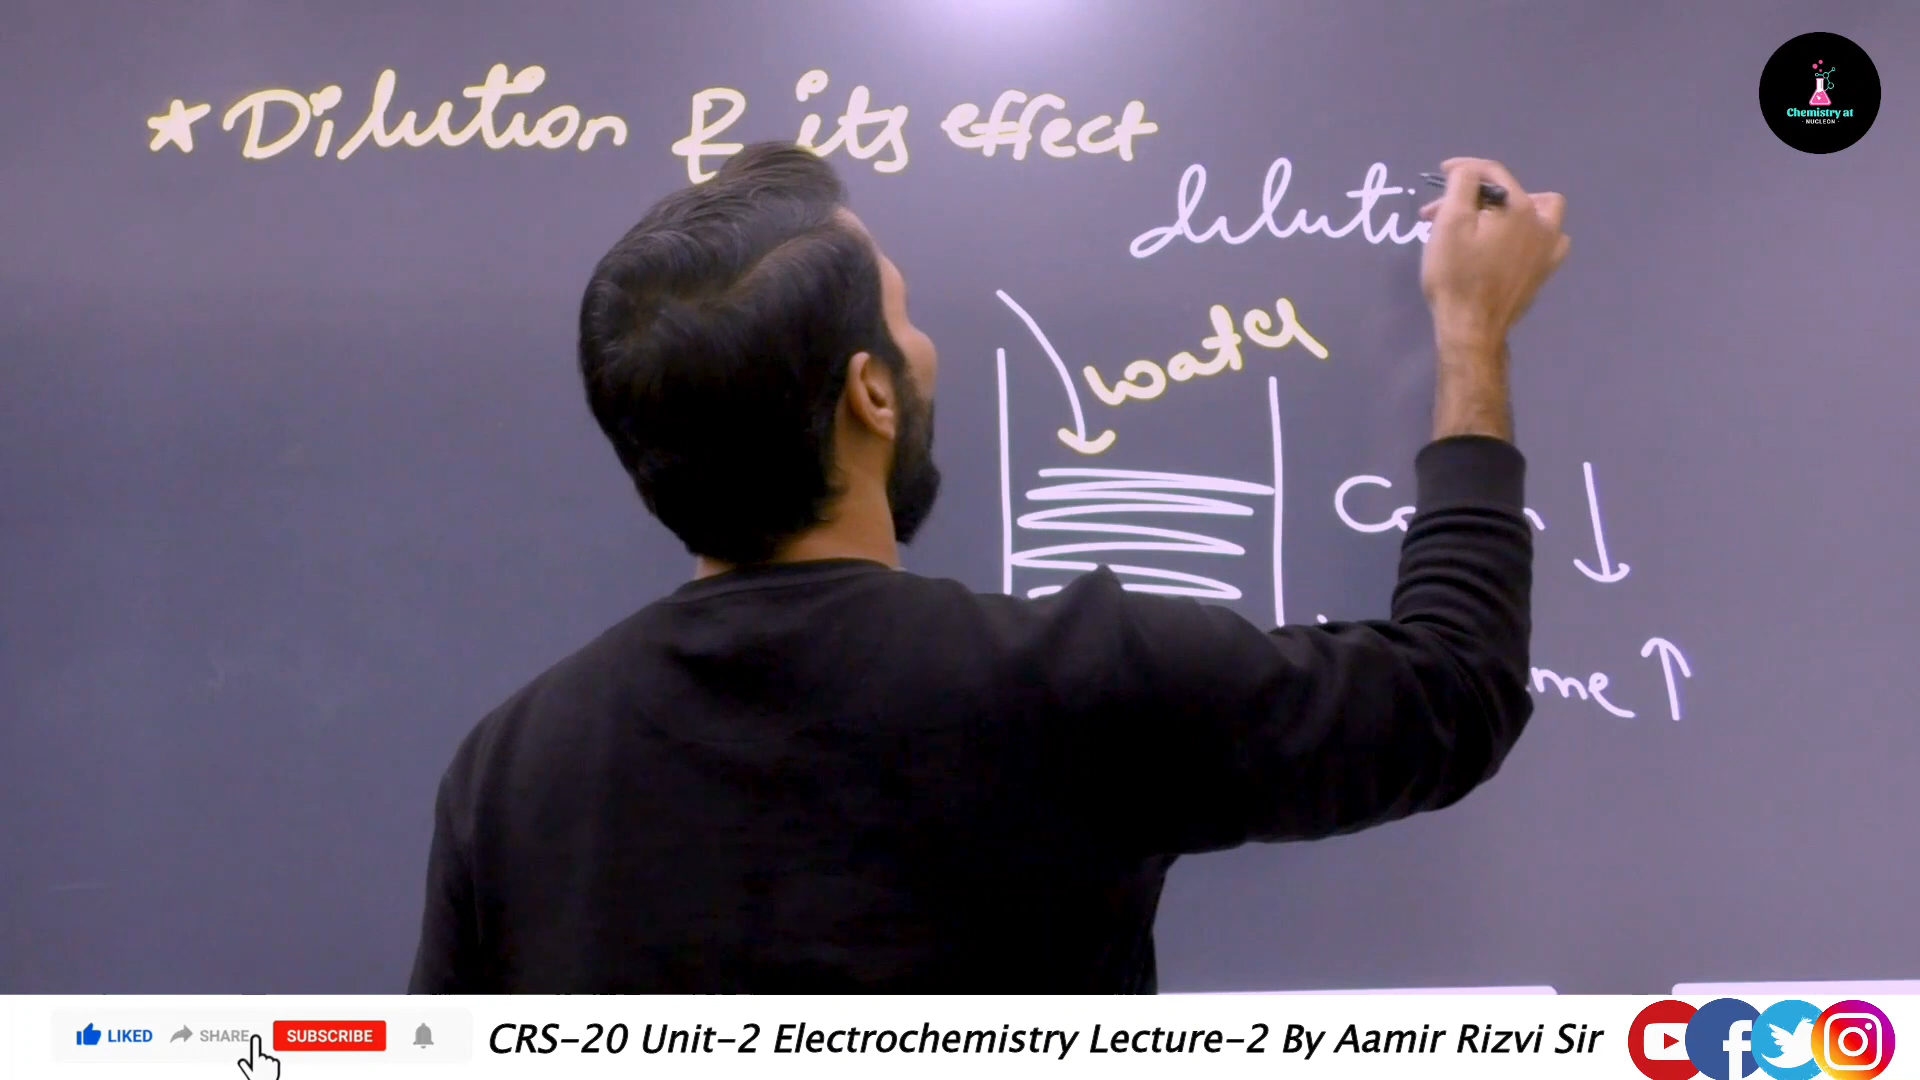 ★ Dilution & its effect
Chemistry at
NUCLEON
dilutio
water
↓
↑
LIKED
SHARE
SUBSCRIBE
CRS-20 Unit-2 Electrochemistry Lecture-2 By Aamir Rizvi Sir